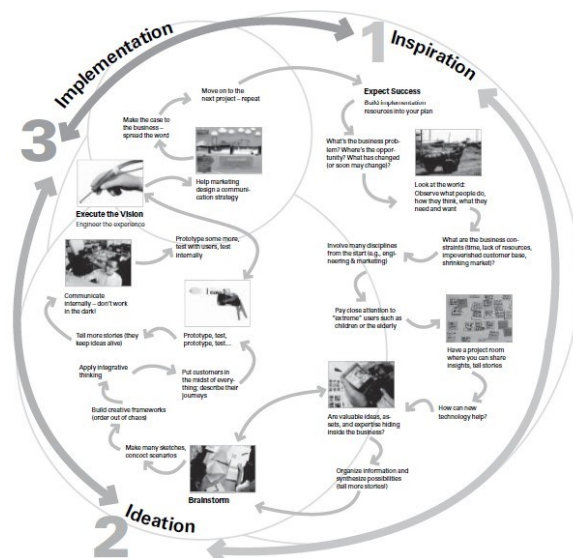 1
Inspiration
Expect Success
Build implementation
resources into your plan
What's the business prob-
lem? Where's the oppor-
tunity? What has changed
(or soon may change)?
Look at the world:
Observe what people do,
how they think, what they
need and want
What are the business con-
straints (time, lack of resources,
impoverished customer base,
shrinking market)?
Involve many disciplines
from the start (e.g., engi-
neering & marketing)
Pay close attention to
"extreme" users such as
children or the elderly
Have a project room
where you can share
insights, tell stories
How can new
technology help?
Are valuable ideas, as-
sets, and expertise hiding
inside the business?
Organize information and
synthesize possibilities
(tell more stories!)
2
Ideation
Brainstorm
Make many sketches,
concoct scenarios
Build creative frameworks
(order out of chaos)
Apply integrative
thinking
Put customers in
the midst of every-
thing; describe their
journeys
Prototype, test,
prototype, test...
Tell more stories (they
keep ideas alive)
Communicate
internally – don't work
in the dark!
Prototype some more,
test with users, test
internally
3
Implementation
Execute the Vision
Engineer the experience
Help marketing
design a communi-
cation strategy
Make the case to
the business –
spread the word
Move on to the
next project – repeat